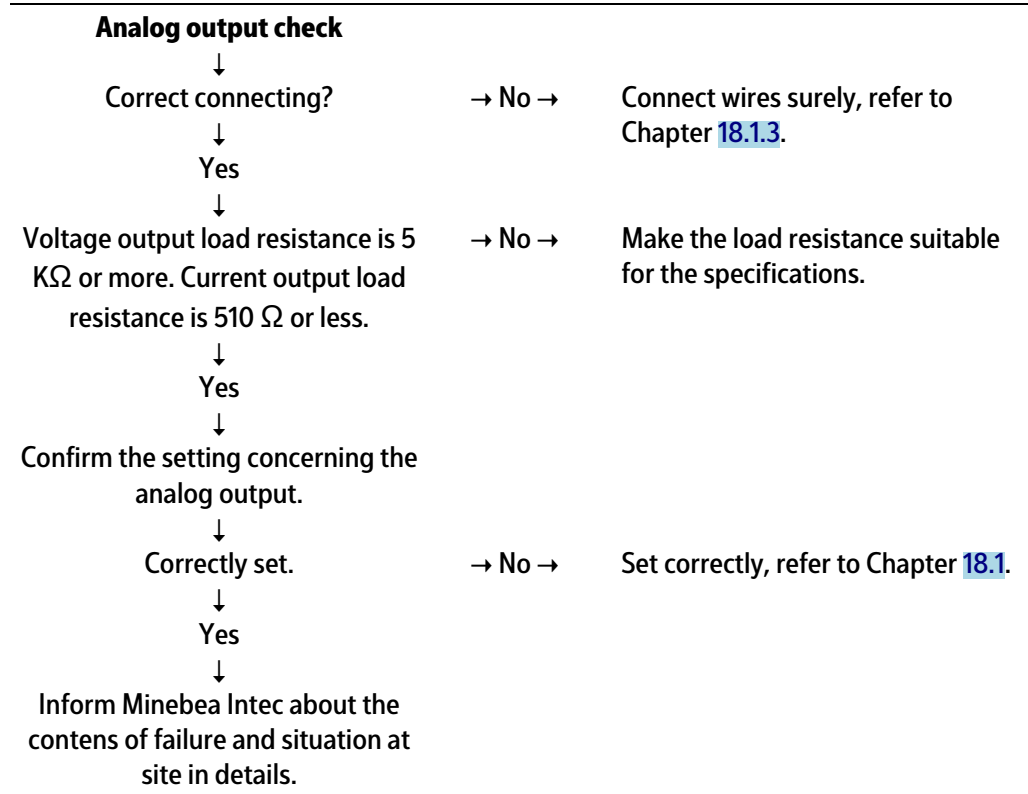 Analog output check
↓
Correct connecting? → No → Connect wires surely, refer to
Chapter 18.1.3.
↓
Yes
↓
Voltage output load resistance is 5 → No → Make the load resistance suitable
KΩ or more. Current output load for the specifications.
resistance is 510 Ω or less.
↓
Yes
↓
Confirm the setting concerning the
analog output.
↓
Correctly set. → No → Set correctly, refer to Chapter 18.1.
↓
Yes
↓
Inform Minebea Intec about the
contens of failure and situation at
site in details.